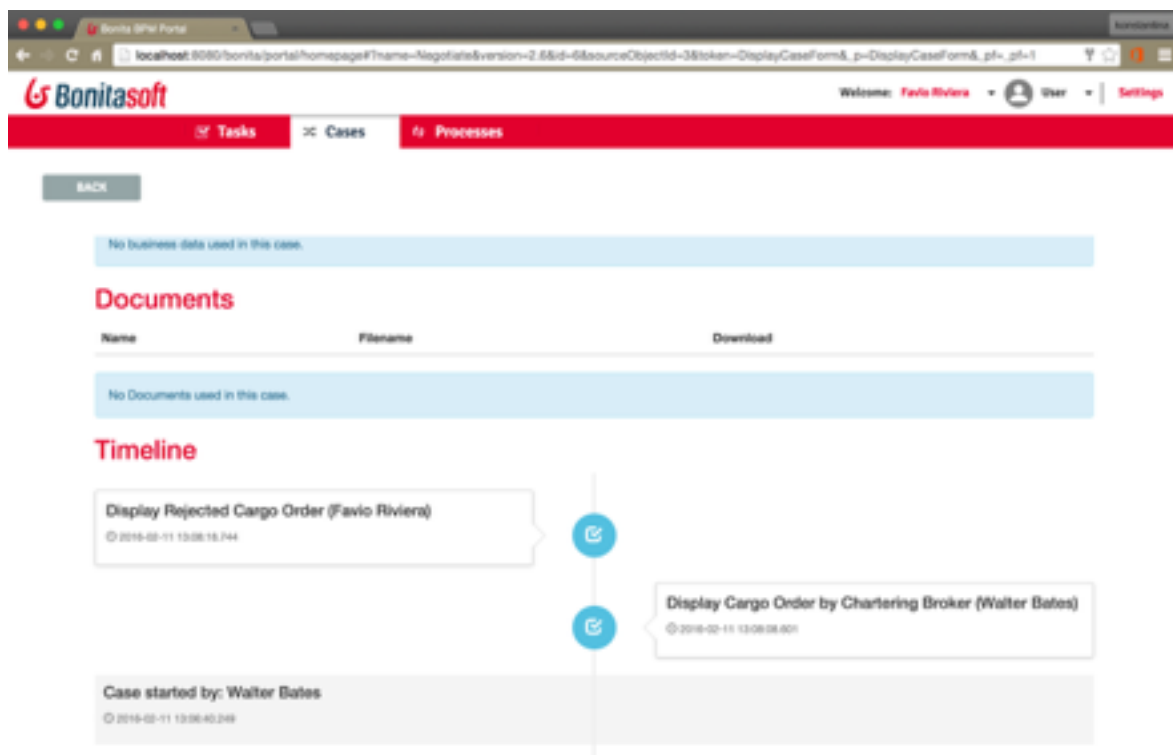 Bonita BPM Portal
konstantina
localhost:8080/bonita/portal/homepage#?name=Negotiate&version=2.6&id=6&sourceObjectId=3&token=DisplayCaseForm&_p=DisplayCaseForm&_pf=_pf=1
Bonitasoft
Welcome: Favio Riviera User Settings
Tasks Cases Processes
BACK
No business data used in this case.
Documents
Name Filename Download
No Documents used in this case.
Timeline
Display Rejected Cargo Order (Favio Riviera)
2016-02-11 13:08:18.744
Display Cargo Order by Chartering Broker (Walter Bates)
2016-02-11 13:08:08.601
Case started by: Walter Bates
2016-02-11 13:06:40.249